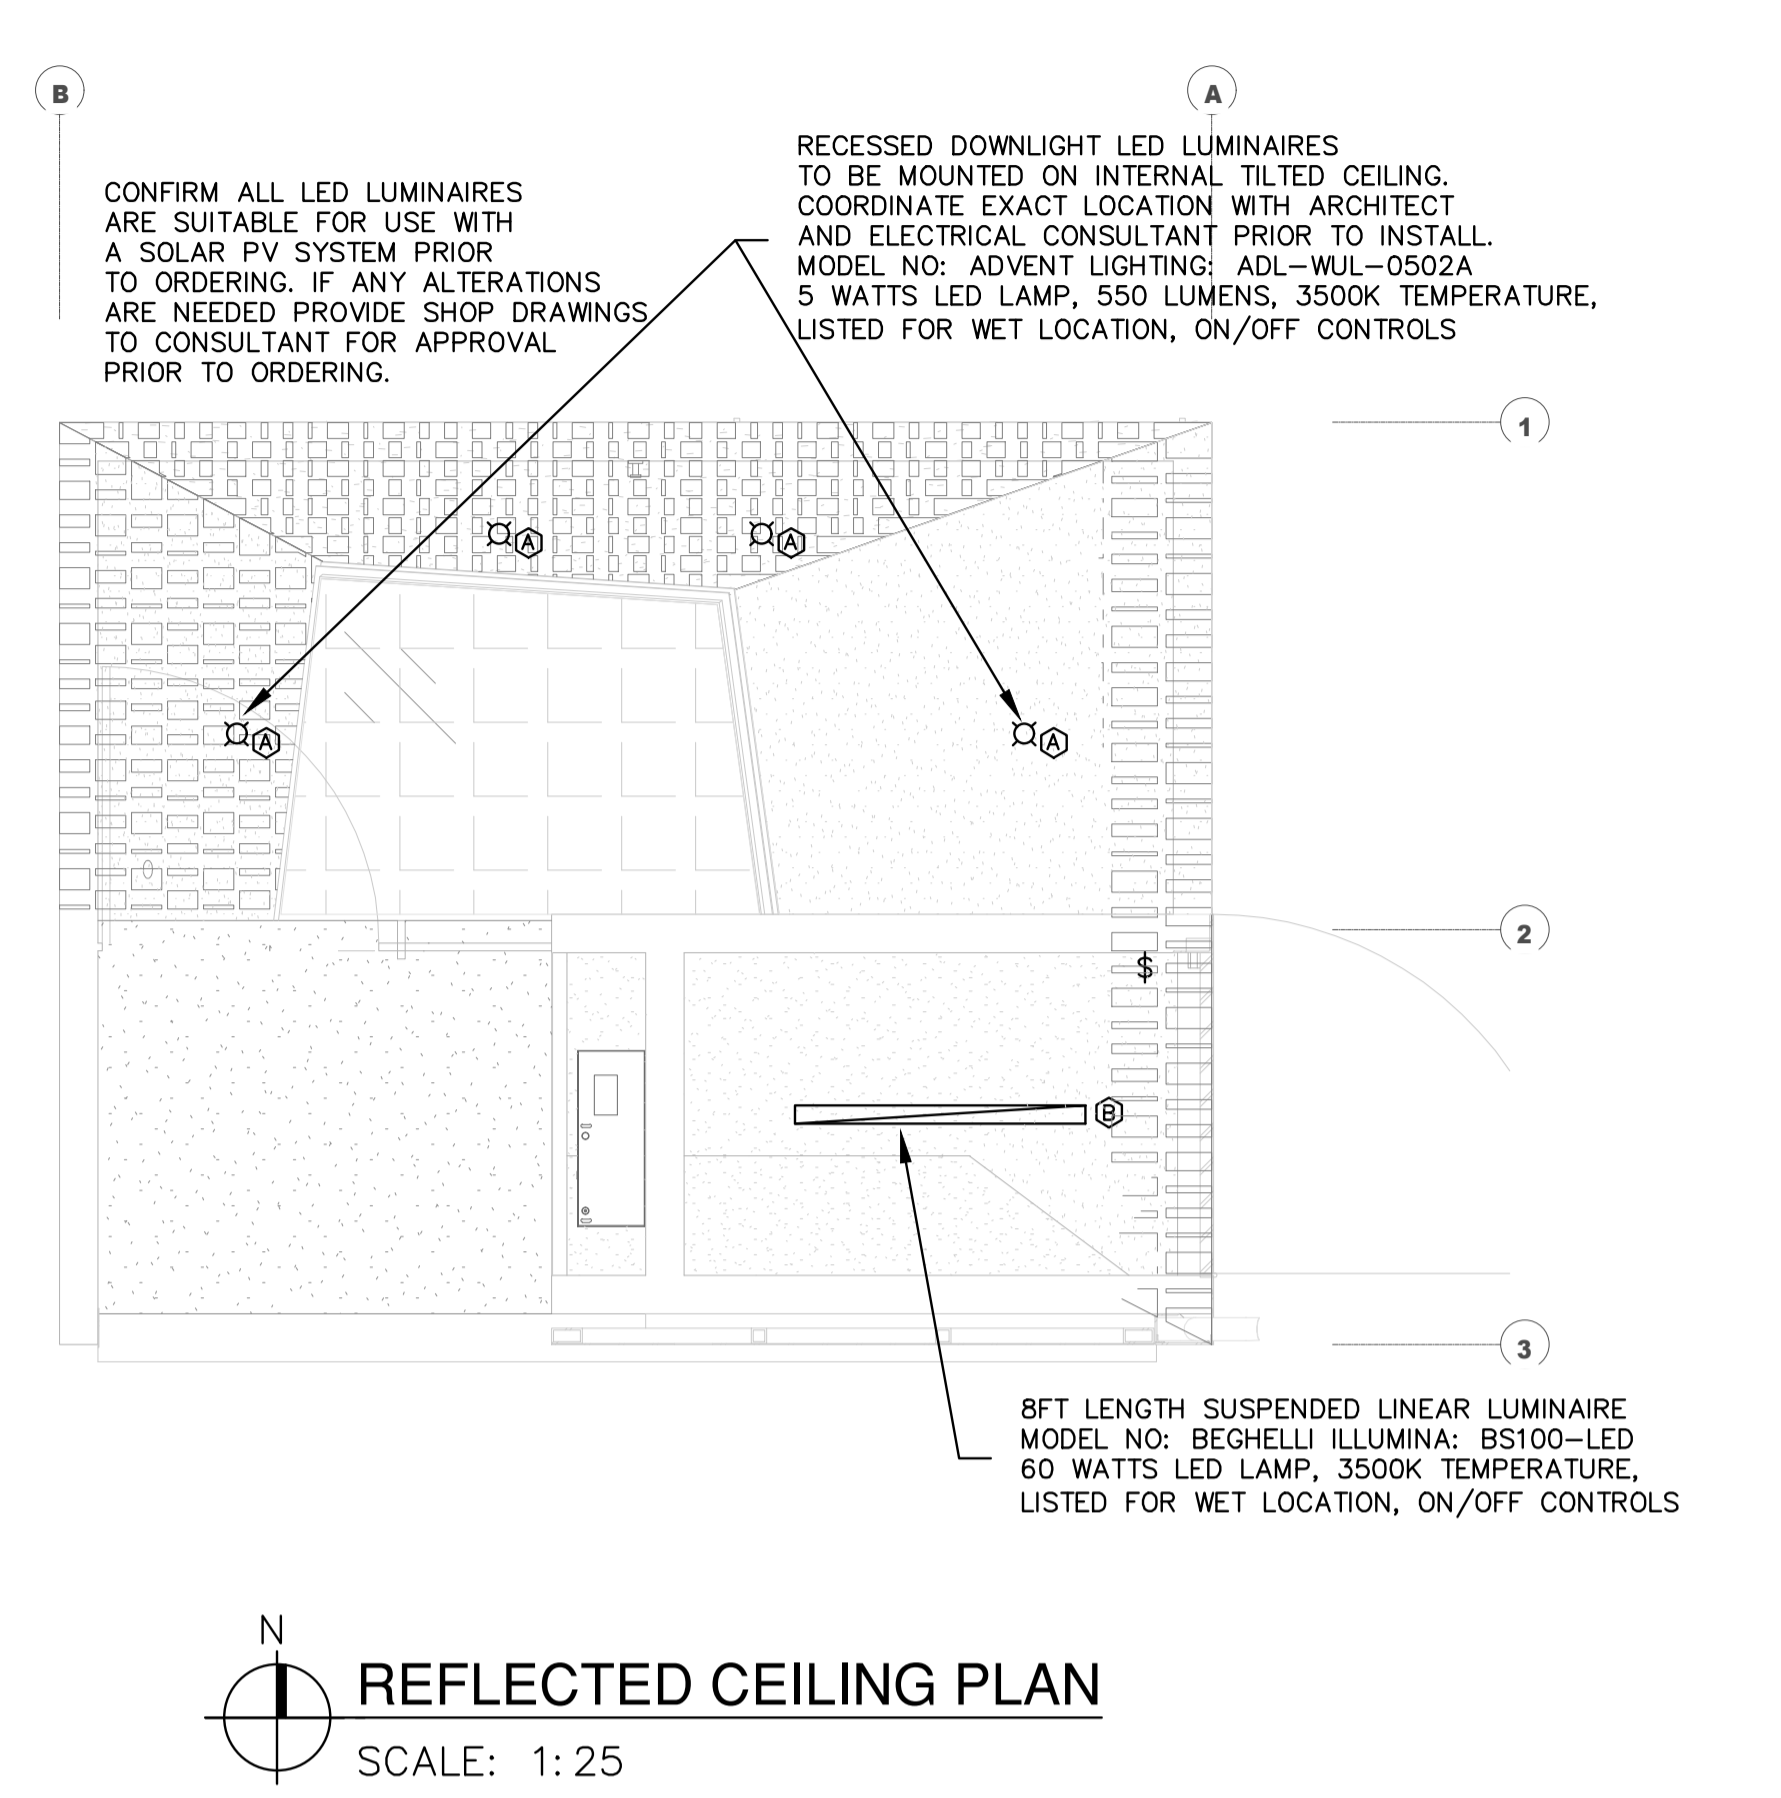 B
A
CONFIRM ALL LED LUMINAIRES
ARE SUITABLE FOR USE WITH
A SOLAR PV SYSTEM PRIOR
TO ORDERING. IF ANY ALTERATIONS
ARE NEEDED PROVIDE SHOP DRAWINGS
TO CONSULTANT FOR APPROVAL
PRIOR TO ORDERING.
RECESSED DOWNLIGHT LED LUMINAIRES
TO BE MOUNTED ON INTERNAL TILTED CEILING.
COORDINATE EXACT LOCATION WITH ARCHITECT
AND ELECTRICAL CONSULTANT PRIOR TO INSTALL.
MODEL NO: ADVENT LIGHTING: ADL-WUL-0502A
5 WATTS LED LAMP, 550 LUMENS, 3500K TEMPERATURE,
LISTED FOR WET LOCATION, ON/OFF CONTROLS
1
A
A
A
A
2
$
B
3
8FT LENGTH SUSPENDED LINEAR LUMINAIRE
MODEL NO: BEGHELLI ILLUMINA: BS100-LED
60 WATTS LED LAMP, 3500K TEMPERATURE,
LISTED FOR WET LOCATION, ON/OFF CONTROLS
N
REFLECTED CEILING PLAN
SCALE: 1:25